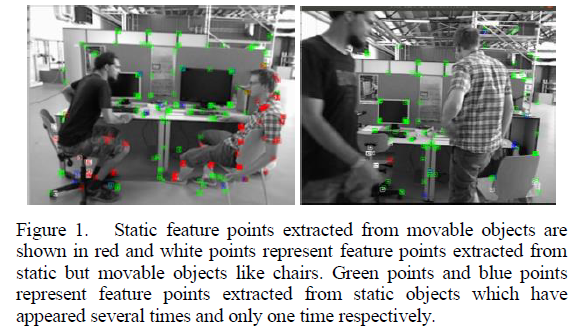 Figure 1. Static feature points extracted from movable objects are
shown in red and white points represent feature points extracted from
static but movable objects like chairs. Green points and blue points
represent feature points extracted from static objects which have
appeared several times and only one time respectively.